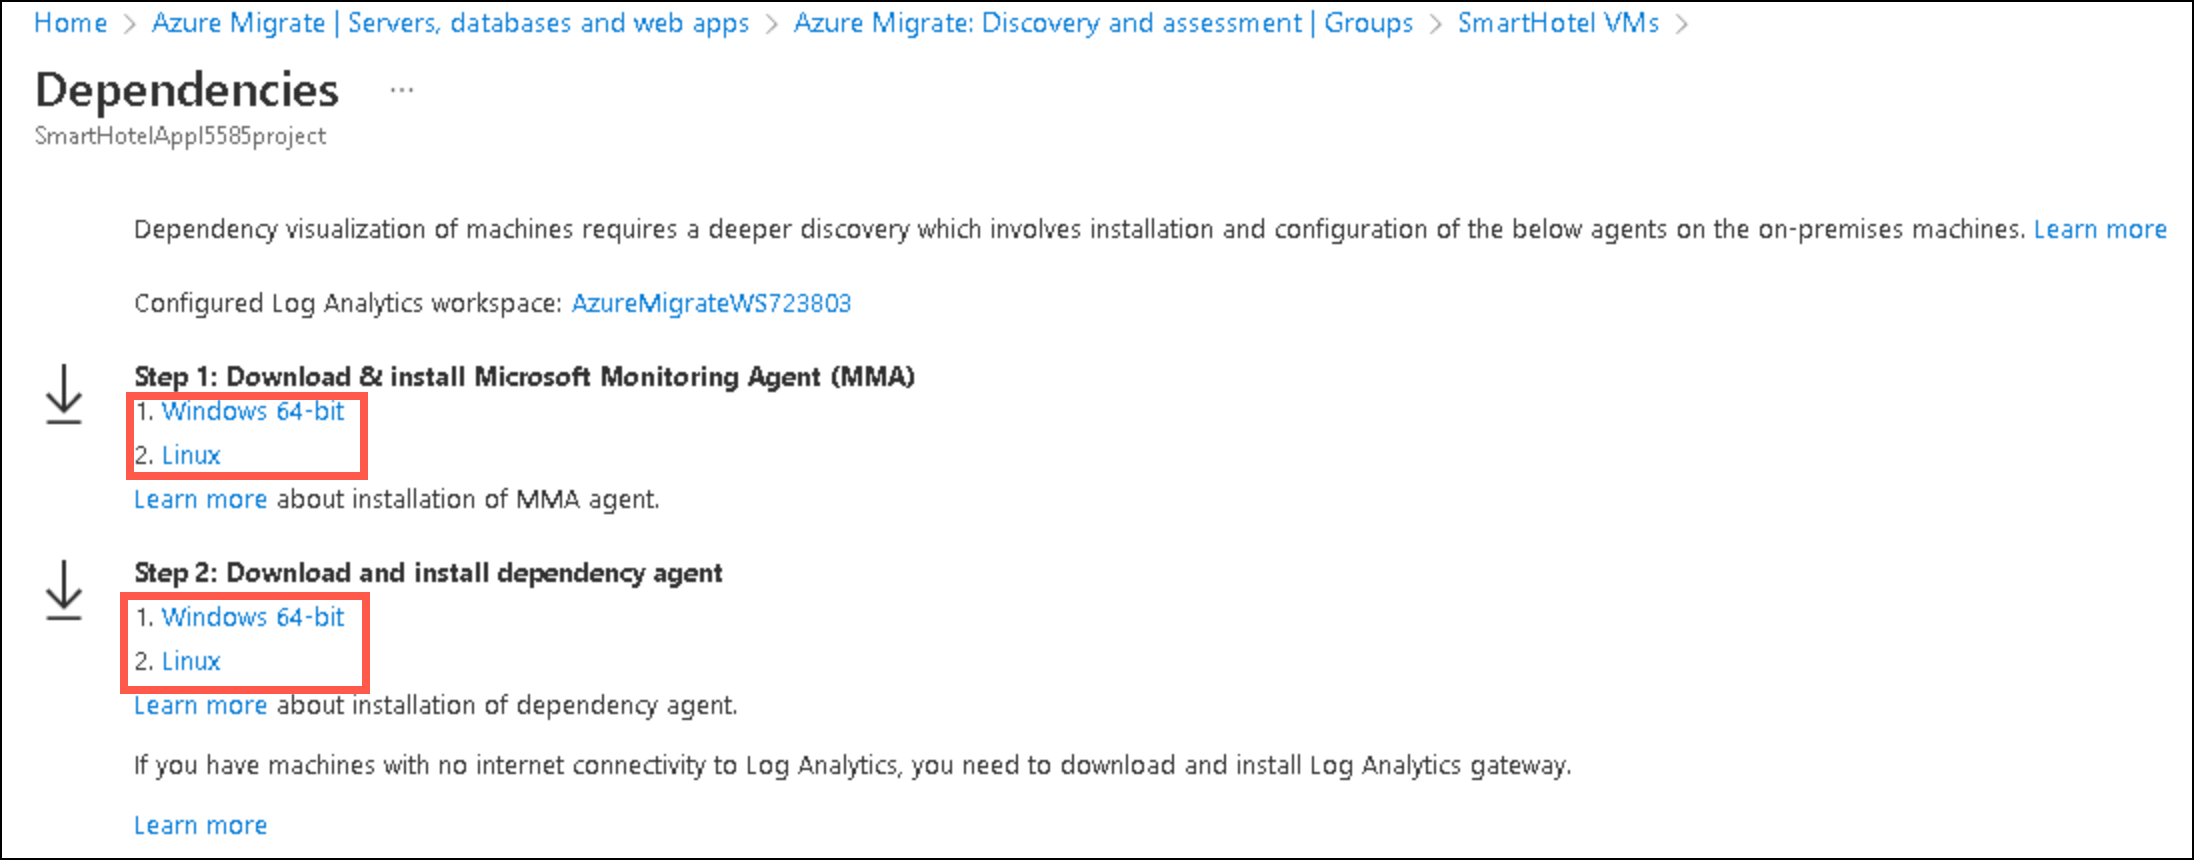 Home > Azure Migrate | Servers, databases and web apps > Azure Migrate: Discovery and assessment | Groups > SmartHotel VMs >
Dependencies ...
SmartHotelAppl5585project
Dependency visualization of machines requires a deeper discovery which involves installation and configuration of the below agents on the on-premises machines. Learn more
Configured Log Analytics workspace: AzureMigrateWS723803
Step 1: Download & install Microsoft Monitoring Agent (MMA)
1. Windows 64-bit
2. Linux
Learn more about installation of MMA agent.
Step 2: Download and install dependency agent
1. Windows 64-bit
2. Linux
Learn more about installation of dependency agent.
If you have machines with no internet connectivity to Log Analytics, you need to download and install Log Analytics gateway.
Learn more